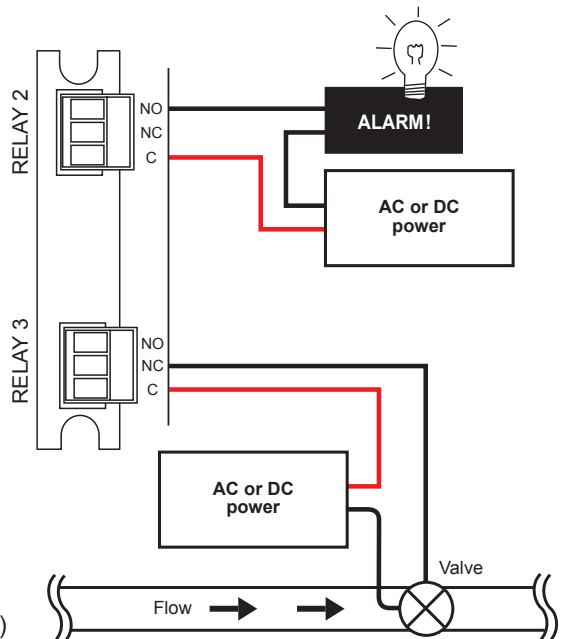 RELAY 2
NO
NC
C
ALARM!
AC or DC
power
RELAY 3
NO
NC
C
AC or DC
power
Valve
Flow
)